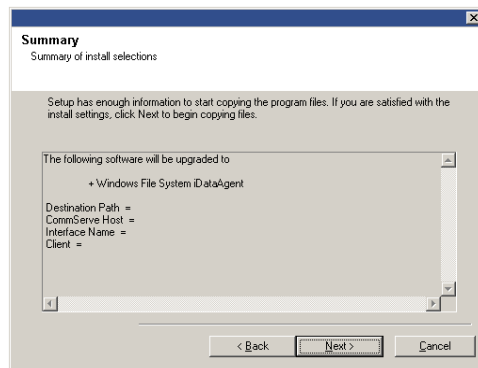 Summary
Summary of install selections
Setup has enough information to start copying the program files. If you are satisfied with the
install settings, click Next to begin copying files.
The following software will be upgraded to
+ Windows File System iDataAgent
Destination Path =
CommServe Host =
Interface Name =
Client =
< Back
Next >
Cancel